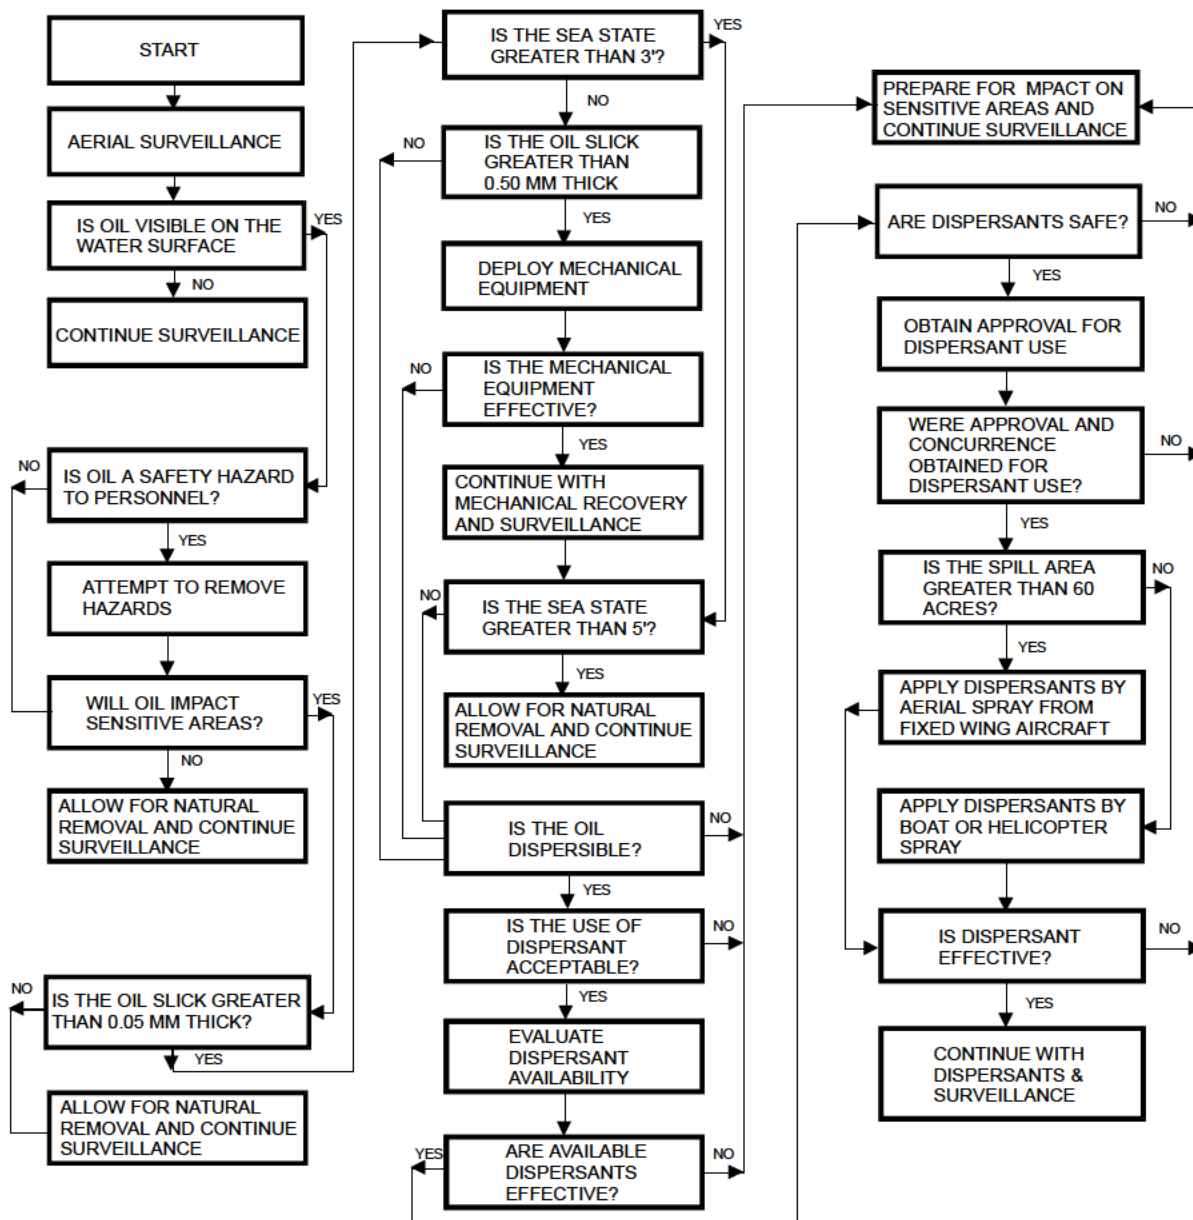 START
AERIAL SURVEILLANCE
IS OIL VISIBLE ON THE
WATER SURFACE
YES
NO
CONTINUE SURVEILLANCE
NO
IS OIL A SAFETY HAZARD
TO PERSONNEL?
YES
ATTEMPT TO REMOVE
HAZARDS
WILL OIL IMPACT
SENSITIVE AREAS?
YES
NO
ALLOW FOR NATURAL
REMOVAL AND CONTINUE
SURVEILLANCE
NO
IS THE OIL SLICK GREATER
THAN 0.05 MM THICK?
YES
ALLOW FOR NATURAL
REMOVAL AND CONTINUE
SURVEILLANCE
IS THE SEA STATE
GREATER THAN 3'?
YES
NO
NO
IS THE OIL SLICK
GREATER THAN
0.50 MM THICK
YES
DEPLOY MECHANICAL
EQUIPMENT
NO
IS THE MECHANICAL
EQUIPMENT
EFFECTIVE?
YES
CONTINUE WITH
MECHANICAL RECOVERY
AND SURVEILLANCE
NO
IS THE SEA STATE
GREATER THAN 5'?
YES
ALLOW FOR NATURAL
REMOVAL AND CONTINUE
SURVEILLANCE
IS THE OIL
DISPERSIBLE?
NO
YES
IS THE USE OF
DISPERSANT
ACCEPTABLE?
NO
YES
EVALUATE
DISPERSANT
AVAILABILITY
YES
ARE AVAILABLE
DISPERSANTS
EFFECTIVE?
NO
PREPARE FOR MPACT ON
SENSITIVE AREAS AND
CONTINUE SURVEILLANCE
ARE DISPERSANTS SAFE?
NO
YES
OBTAIN APPROVAL FOR
DISPERSANT USE
WERE APPROVAL AND
CONCURRENCE
OBTAINED FOR
DISPERSANT USE?
NO
YES
IS THE SPILL AREA
GREATER THAN 60
ACRES?
NO
YES
APPLY DISPERSANTS BY
AERIAL SPRAY FROM
FIXED WING AIRCRAFT
APPLY DISPERSANTS BY
BOAT OR HELICOPTER
SPRAY
IS DISPERSANT
EFFECTIVE?
NO
YES
CONTINUE WITH
DISPERSANTS &
SURVEILLANCE